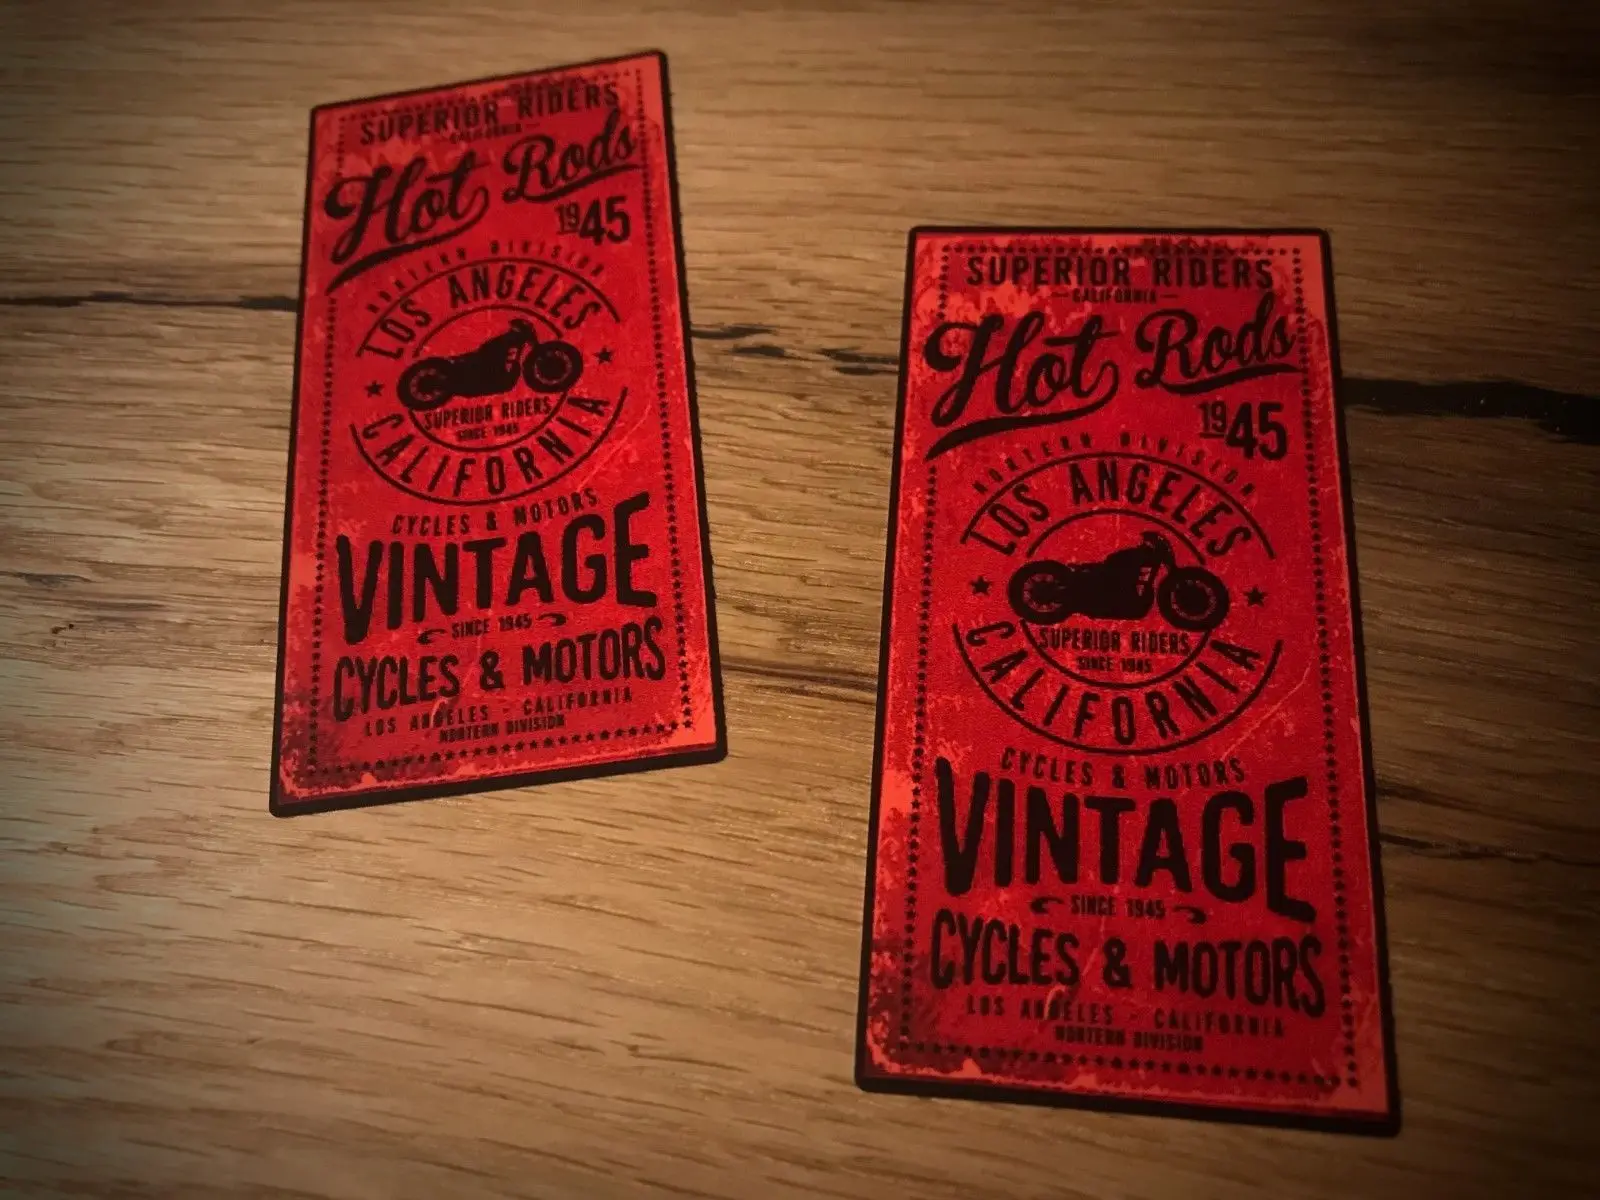 SUPERIOR RIDERS
CALIFORNIA
Hot Rods
1945
NORTERN DIVISION
LOS ANGELES
SUPERIOR RIDERS
SINCE 1945
CALIFORNIA
CYCLES & MOTORS
VINTAGE
SINCE 1945
CYCLES & MOTORS
LOS ANGELES - CALIFORNIA
NORTERN DIVISION
SUPERIOR RIDERS
CALIFORNIA
Hot Rods
1945
NORTERN DIVISION
LOS ANGELES
SUPERIOR RIDERS
SINCE 1945
CALIFORNIA
CYCLES & MOTORS
VINTAGE
SINCE 1945
CYCLES & MOTORS
LOS ANGELES - CALIFORNIA
NORTERN DIVISION